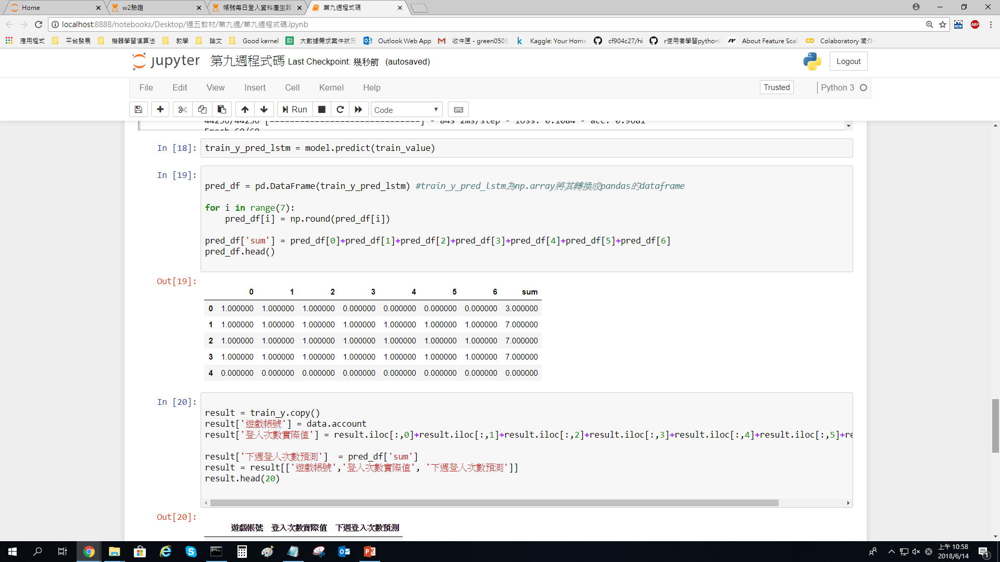 Home
w2驗證
帳號每日登入資料產生器
第九週程式碼
localhost:8888/notebooks/Desktop/週五教材/第九週/第九週程式碼.ipynb
NEW
ABP
應用程式
平台發展
機器學習演算法
教學
論文
Good kernel
大數據需求案件狀況
Outlook Web App
收件匣 - green0503
Kaggle: Your Home
cf904c27/hi
r使用者學習python
About Feature Scali
Colaboratory 簡介 -
jupyter 第九週程式碼 Last Checkpoint: 幾秒前 (autosaved)
Logout
File Edit View Insert Cell Kernel Help
Trusted
Python 3
Run
Code
44236/44236 [==============================] - 84s 2ms/step - loss: 0.1084 - acc: 0.9681
Epoch 60/60
In [18]: train_y_pred_lstm = model.predict(train_value)
In [19]:
pred_df = pd.DataFrame(train_y_pred_lstm) #train_y_pred_lstm為np.array將其轉換成pandas的dataframe
for i in range(7):
    pred_df[i] = np.round(pred_df[i])
pred_df['sum'] = pred_df[0]+pred_df[1]+pred_df[2]+pred_df[3]+pred_df[4]+pred_df[5]+pred_df[6]
pred_df.head()
Out[19]:
0 1 2 3 4 5 6 sum
0 1.000000 1.000000 1.000000 0.000000 0.000000 0.000000 0.000000 3.000000
1 1.000000 1.000000 1.000000 1.000000 1.000000 1.000000 1.000000 7.000000
2 1.000000 1.000000 1.000000 1.000000 1.000000 1.000000 1.000000 7.000000
3 1.000000 1.000000 1.000000 1.000000 1.000000 1.000000 1.000000 7.000000
4 0.000000 0.000000 0.000000 0.000000 0.000000 0.000000 0.000000 0.000000
In [20]:
result = train_y.copy()
result['遊戲帳號'] = data.account
result['登入次數實際值'] = result.iloc[:,0]+result.iloc[:,1]+result.iloc[:,2]+result.iloc[:,3]+result.iloc[:,4]+result.iloc[:,5]+re
result['下週登入次數預測']  = pred_df['sum']
result = result[['遊戲帳號','登入次數實際值', '下週登入次數預測']]
result.head(20)
Out[20]:
遊戲帳號 登入次數實際值 下週登入次數預測
上午 10:58
2018/6/14
1